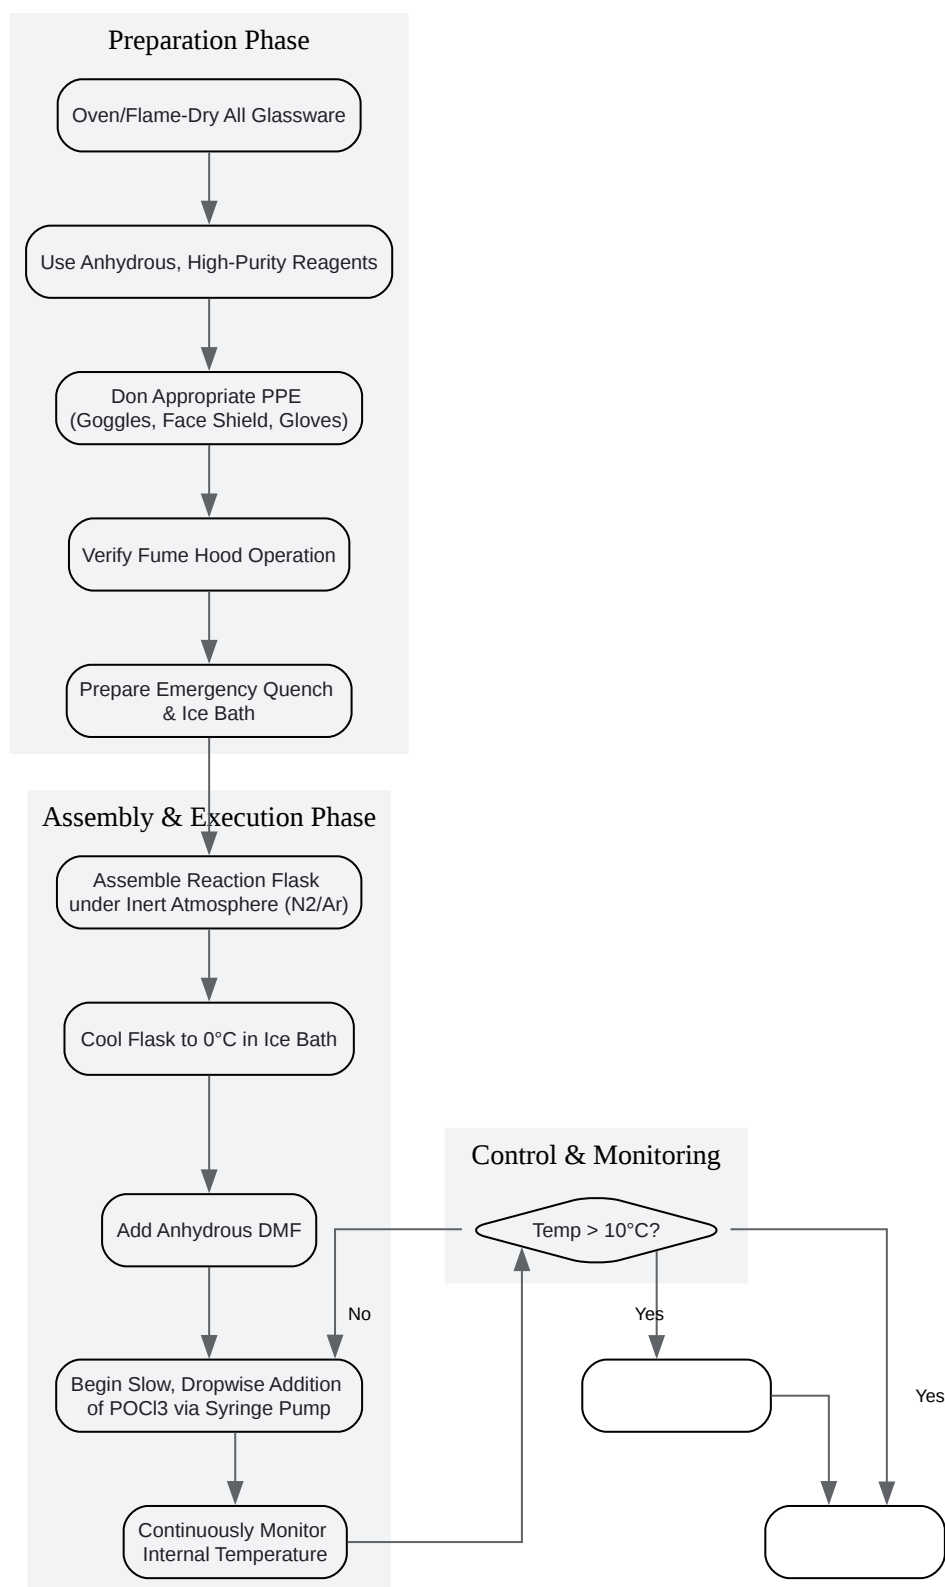 Preparation Phase
Oven/Flame-Dry All Glassware
Use Anhydrous, High-Purity Reagents
Don Appropriate PPE
(Goggles, Face Shield, Gloves)
Verify Fume Hood Operation
Prepare Emergency Quench
& Ice Bath
Assembly & Execution Phase
Assemble Reaction Flask
under Inert Atmosphere (N2/Ar)
Cool Flask to 0°C in Ice Bath
Control & Monitoring
Add Anhydrous DMF
Temp > 10°C?
No
Yes
Begin Slow, Dropwise Addition
of POCl3 via Syringe Pump
Yes
Continuously Monitor
Internal Temperature